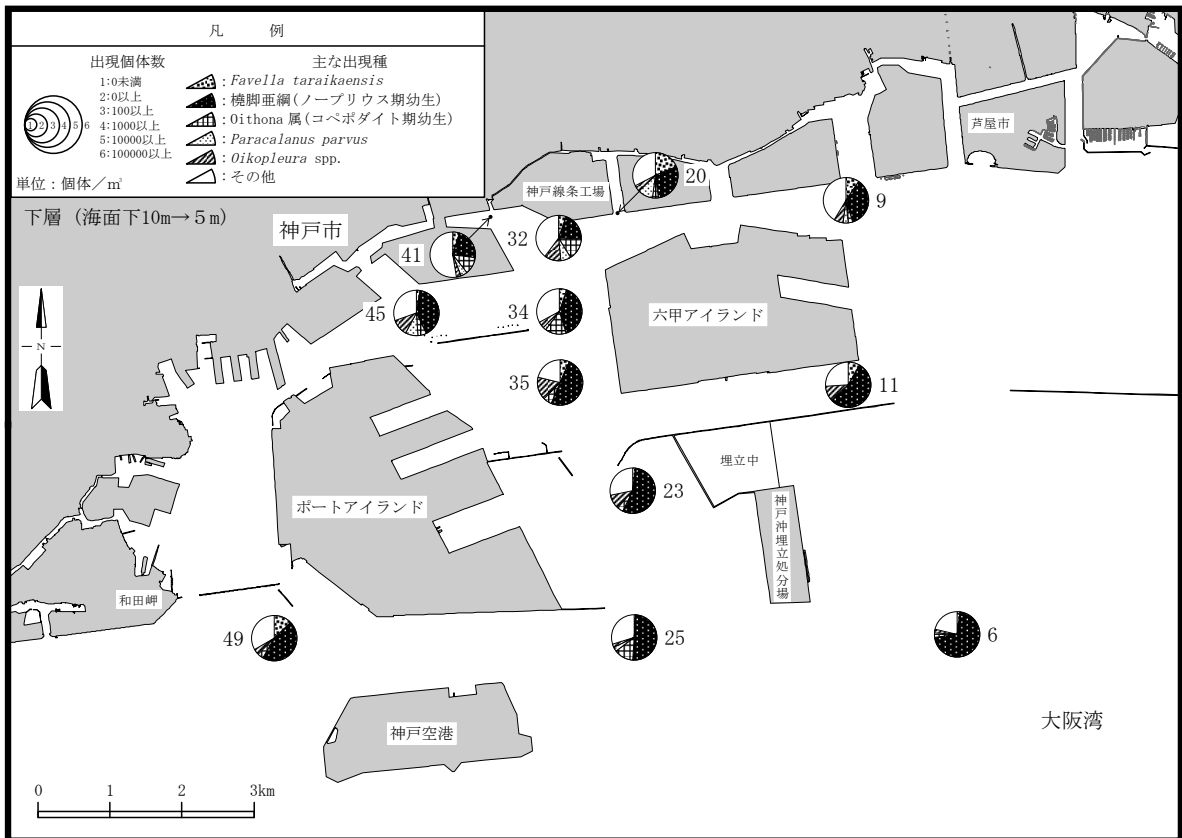 凡 例
出現個体数
1:0未満
2:0以上
3:100以上
4:1000以上
5:10000以上
6:100000以上
1 2 3 4 5 6
単位：個体／㎥
主な出現種
：Favella taraikaensis
：橈脚亜綱(ノープリウス期幼生)
：Oithona 属(コペポダイト期幼生)
：Paracalanus parvus
：Oikopleura spp.
：その他
下層（海面下10m→５m）
神戸市
神戸線条工場
芦屋市
20
9
41
32
45
34
六甲アイランド
35
11
N
埋立中
23
ポートアイランド
神戸沖埋立処分場
和田岬
49
25
6
神戸空港
大阪湾
0 1 2 3km